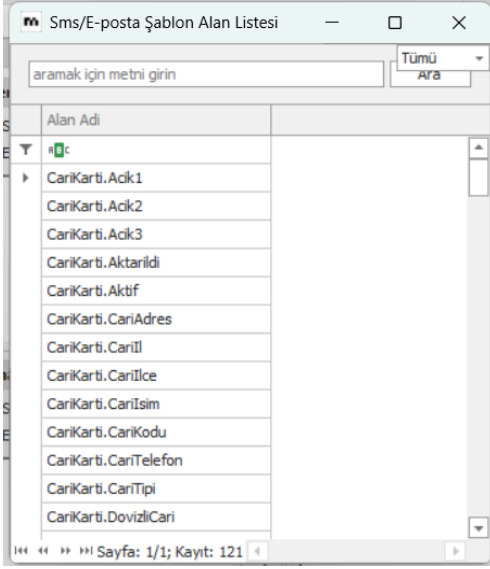 Sms/E-posta Şablon Alan Listesi
Tümü
aramak için metni girin
Ara
Alan Adi
CariKarti.Acik1
CariKarti.Acik2
CariKarti.Acik3
CariKarti.Aktarildi
CariKarti.Aktif
CariKarti.CariAdres
CariKarti.CariIl
CariKarti.CariIlce
CariKarti.CariIsim
CariKarti.CariKodu
CariKarti.CariTelefon
CariKarti.CariTipi
CariKarti.DovizliCari
Sayfa: 1/1; Kayıt: 121